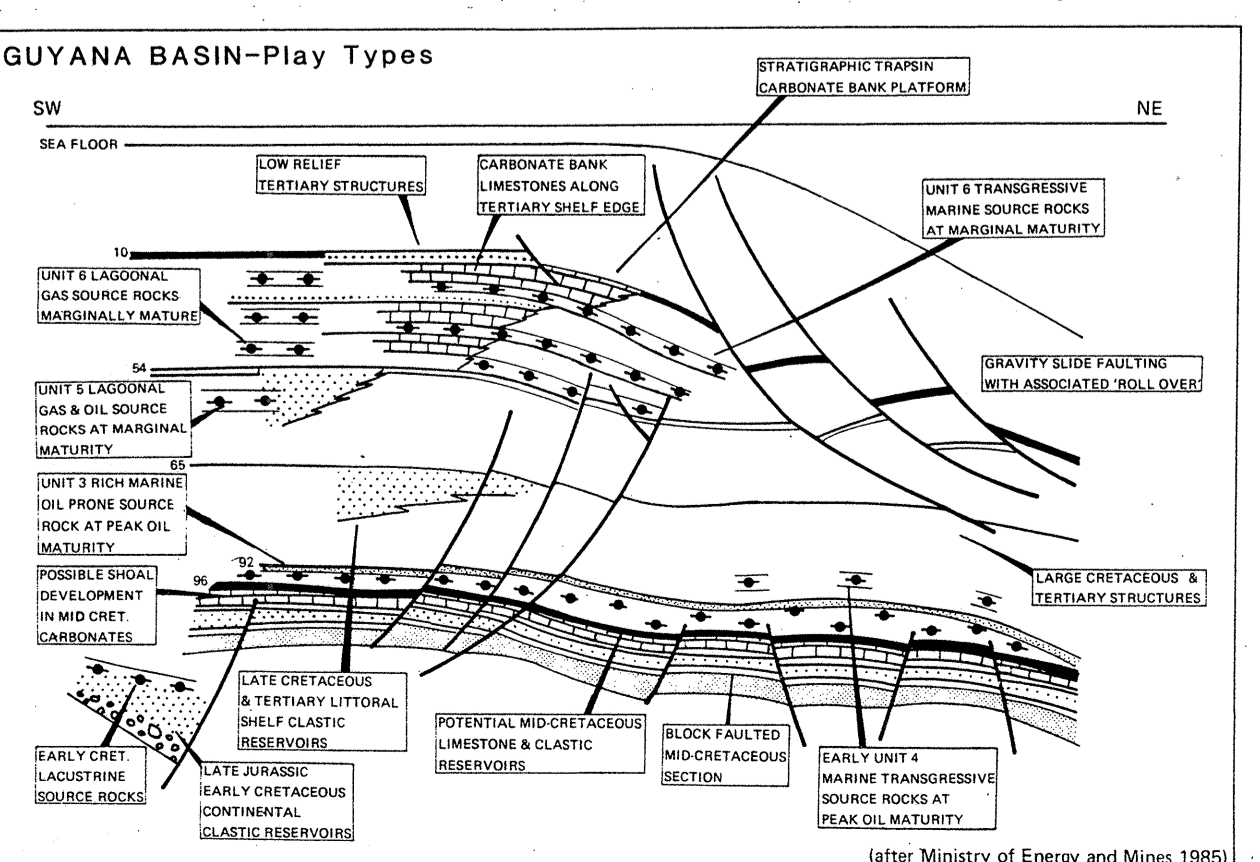 GUYANA BASIN-Play Types
SW
NE
SEA FLOOR
STRATIGRAPHIC TRAPSIN
CARBONATE BANK PLATFORM
LOW RELIEF
TERTIARY STRUCTURES
CARBONATE BANK
LIMESTONES ALONG
TERTIARY SHELF EDGE
UNIT 6 TRANSGRESSIVE
MARINE SOURCE ROCKS
AT MARGINAL MATURITY
10
UNIT 6 LAGOONAL
GAS SOURCE ROCKS
MARGINALLY MATURE
54
GRAVITY SLIDE FAULTING
WITH ASSOCIATED 'ROLL OVER'
UNIT 5 LAGOONAL
GAS & OIL SOURCE
ROCKS AT MARGINAL
MATURITY
65
UNIT 3 RICH MARINE
OIL PRONE SOURCE
ROCK AT PEAK OIL
MATURITY
92
96
POSSIBLE SHOAL
DEVELOPMENT
IN MID CRET.
CARBONATES
LARGE CRETACEOUS &
TERTIARY STRUCTURES
LATE CRETACEOUS
& TERTIARY LITTORAL
SHELF CLASTIC
RESERVOIRS
POTENTIAL MID-CRETACEOUS
LIMESTONE & CLASTIC
RESERVOIRS
BLOCK FAULTED
MID-CRETACEOUS
SECTION
EARLY UNIT 4
MARINE TRANSGRESSIVE
SOURCE ROCKS AT
PEAK OIL MATURITY
EARLY CRET.
LACUSTRINE
SOURCE ROCKS
LATE JURASSIC
EARLY CRETACEOUS
CONTINENTAL
CLASTIC RESERVOIRS
(after Ministry of Energy and Mines 1985)